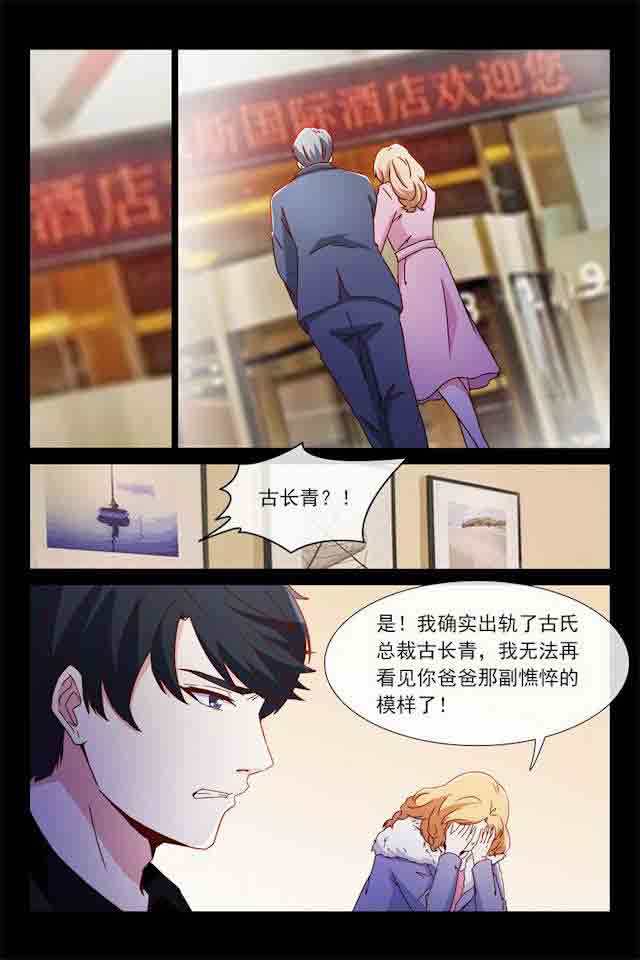 酒店
斯国际酒店欢迎您
古长青？！
是！我确实出轨了古氏
总裁古长青，我无法再
看见你爸爸那副憔悴的
模样了！